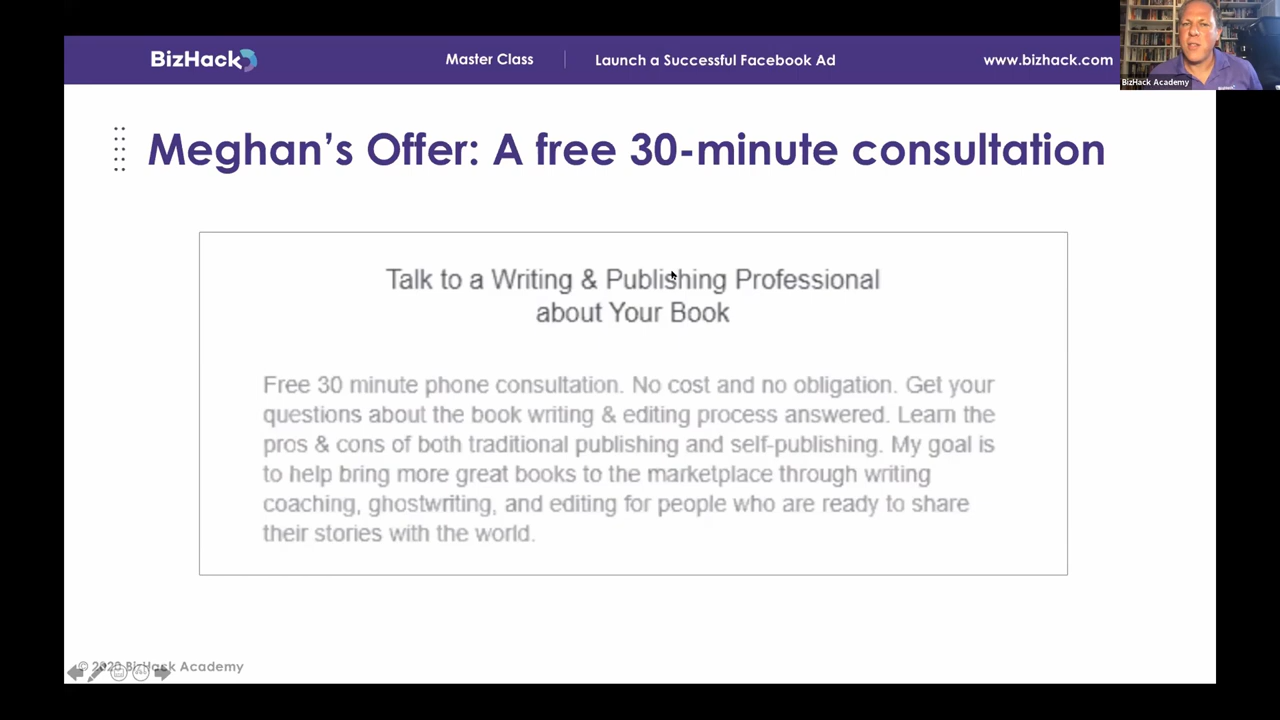 BizHack
Master Class
Launch a Successful Facebook Ad
www.bizhack.com
BizHack Academy
Meghan's Offer: A free 30-minute consultation
Talk to a Writing & Publishing Professional
about Your Book
Free 30 minute phone consultation. No cost and no obligation. Get your
questions about the book writing & editing process answered. Learn the
pros & cons of both traditional publishing and self-publishing. My goal is
to help bring more great books to the marketplace through writing
coaching, ghostwriting, and editing for people who are ready to share
their stories with the world.
© 2020 BizHack Academy